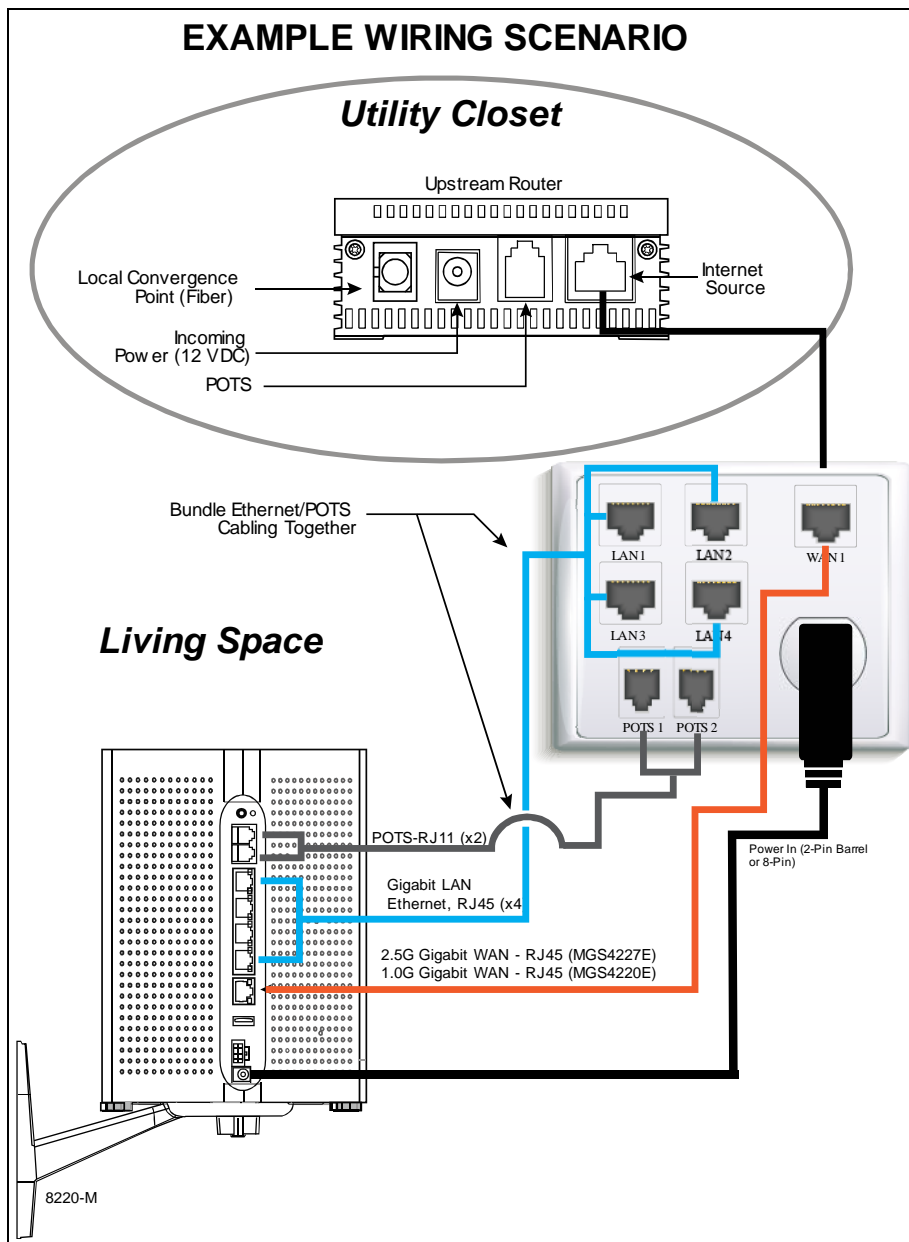 EXAMPLE WIRING SCENARIO
Utility Closet
Upstream Router
Local Convergence
Point (Fiber)
Internet
Source
Incoming
Power (12 VDC)
POTS
Bundle Ethernet/POTS
Cabling Together
LAN1
LAN2
WAN1
LAN3
LAN4
Living Space
POTS 1
POTS 2
POTS-RJ11 (x2)
Power In (2-Pin Barrel
or 8-Pin)
Gigabit LAN
Ethernet, RJ45 (x4
2.5G Gigabit WAN - RJ45 (MGS4227E)
1.0G Gigabit WAN - RJ45 (MGS4220E)
8220-M